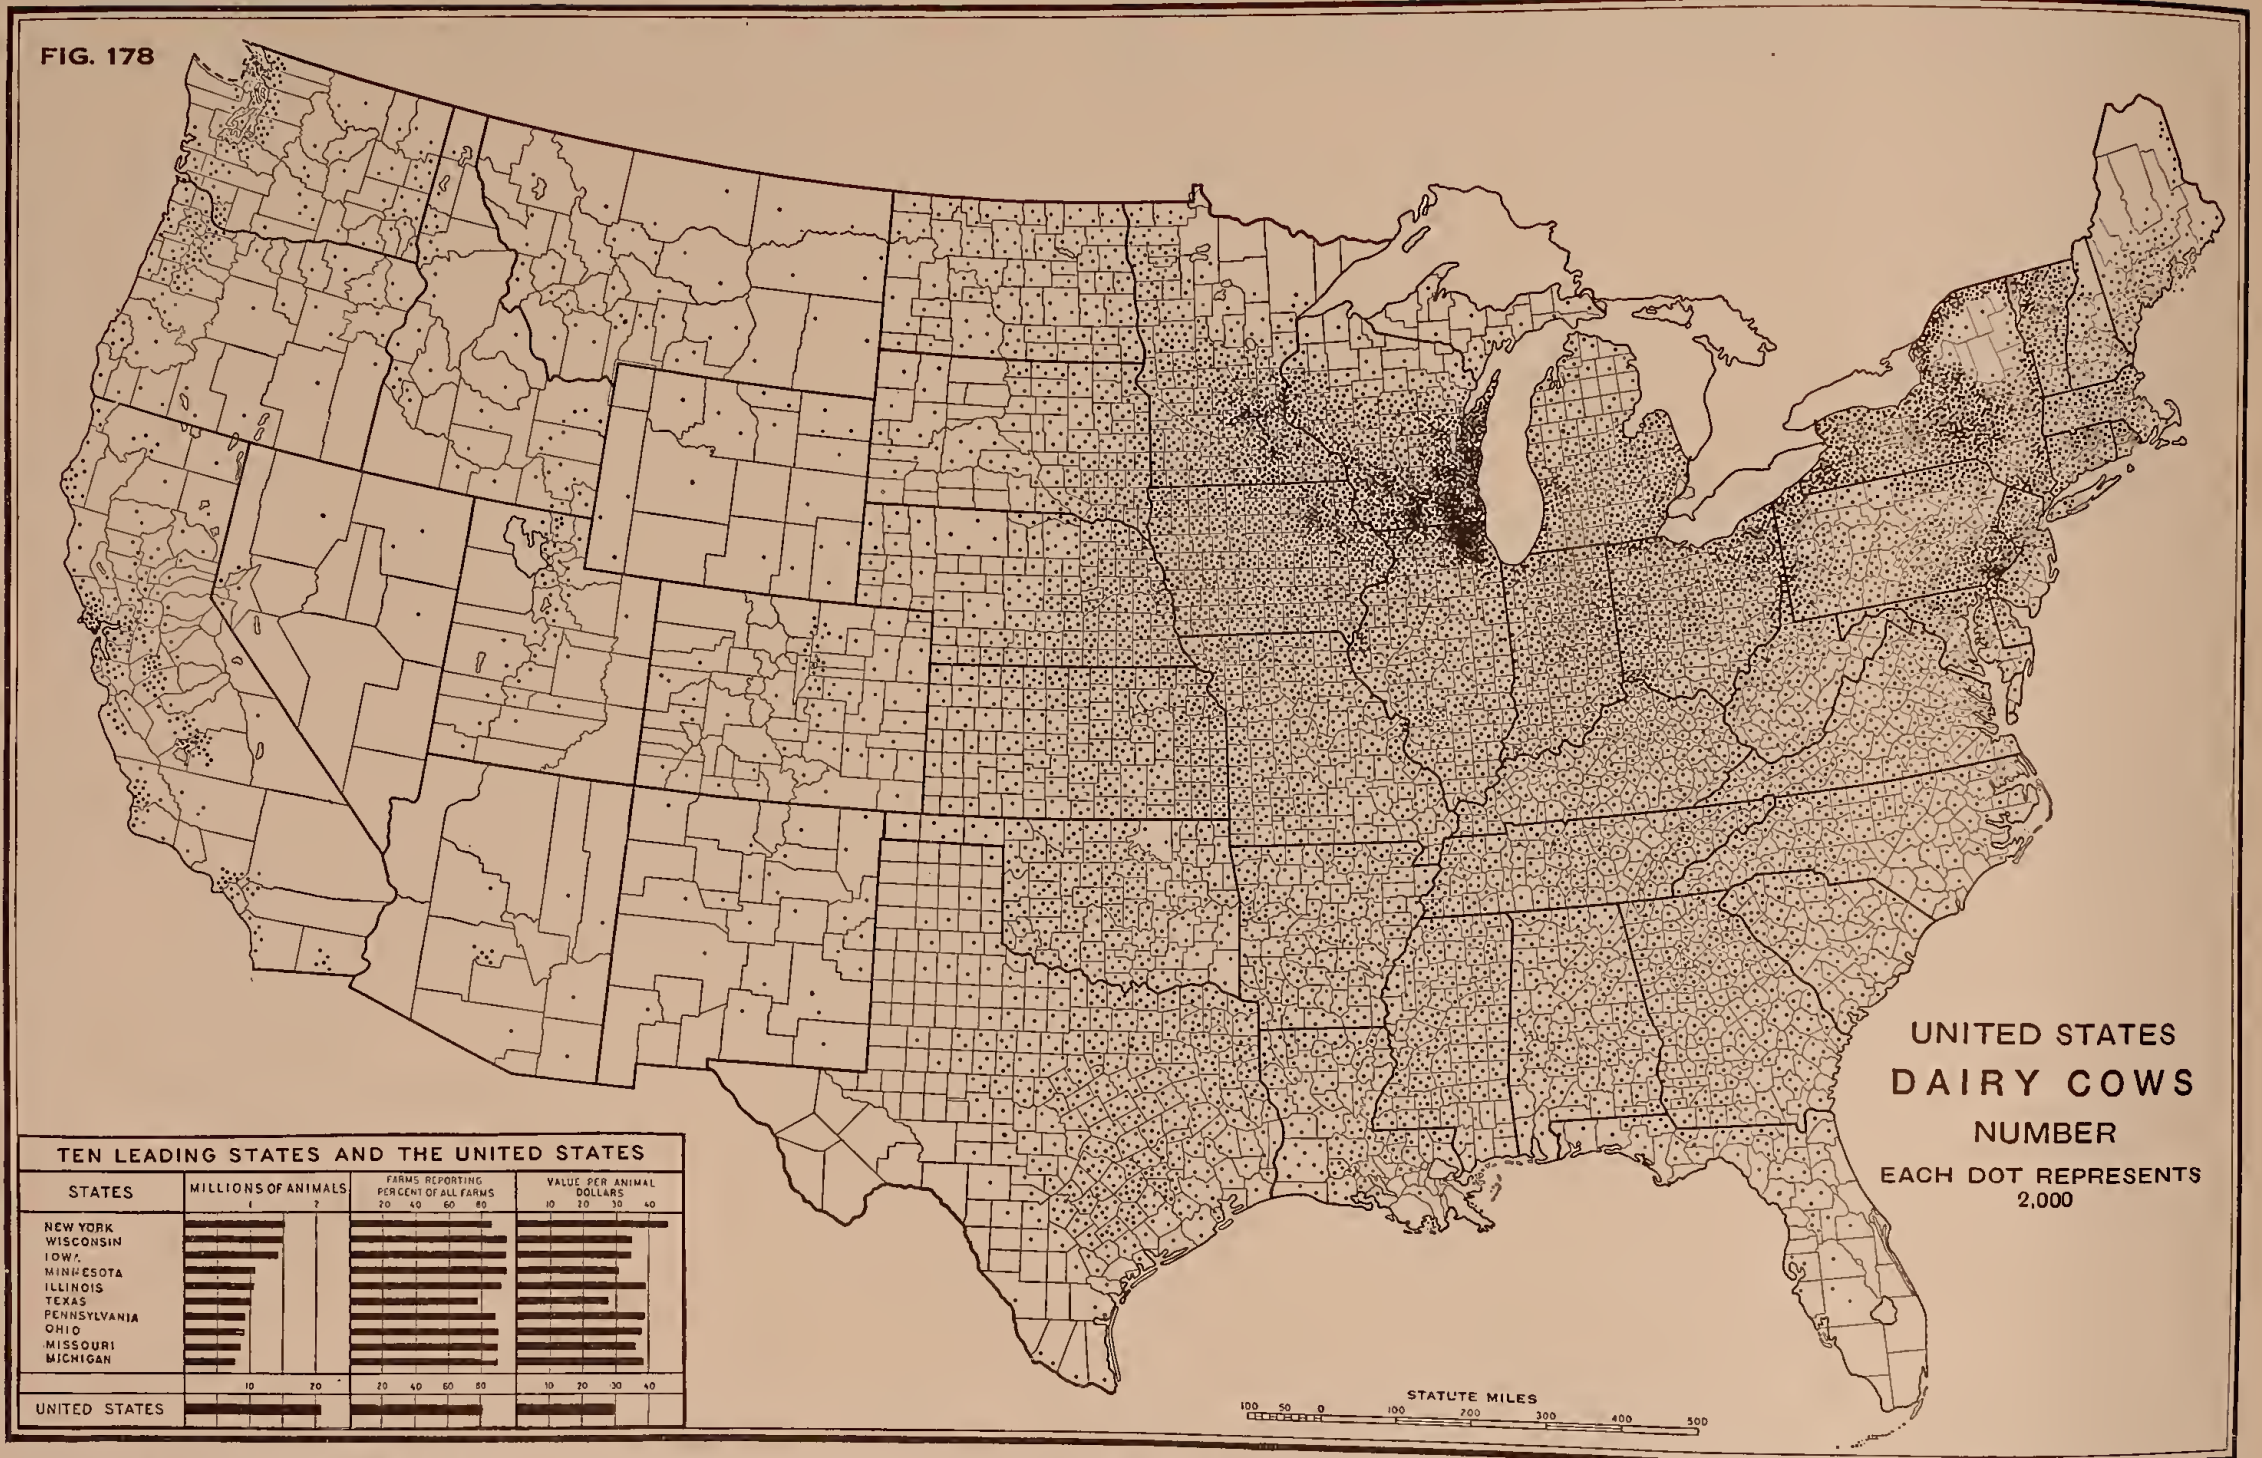 FIG. 178
UNITED STATES
DAIRY COWS
NUMBER
EACH DOT REPRESENTS
2,000
TEN LEADING STATES AND THE UNITED STATES
STATES
MILLIONS OF ANIMALS
1 2
FARMS REPORTING
PER CENT OF ALL FARMS
20 40 60 80
VALUE PER ANIMAL
DOLLARS
10 20 30 40
NEW YORK
WISCONSIN
IOWA
MINNESOTA
ILLINOIS
TEXAS
PENNSYLVANIA
OHIO
MISSOURI
MICHIGAN
10 20 20 40 60 80 10 20 30 40
UNITED STATES
STATUTE MILES
100 50 0 100 200 300 400 500